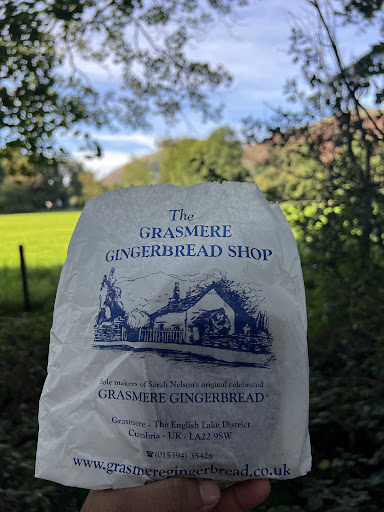 The
GRASMERE
GINGERBREAD SHOP
Sole makers of Sarah Nelson's original celebrated
GRASMERE GINGERBREAD®
Grasmere - The English Lake District
Cumbria - UK - LA22 9SW
☎(015394) 35428
www.grasmeregingerbread.co.uk